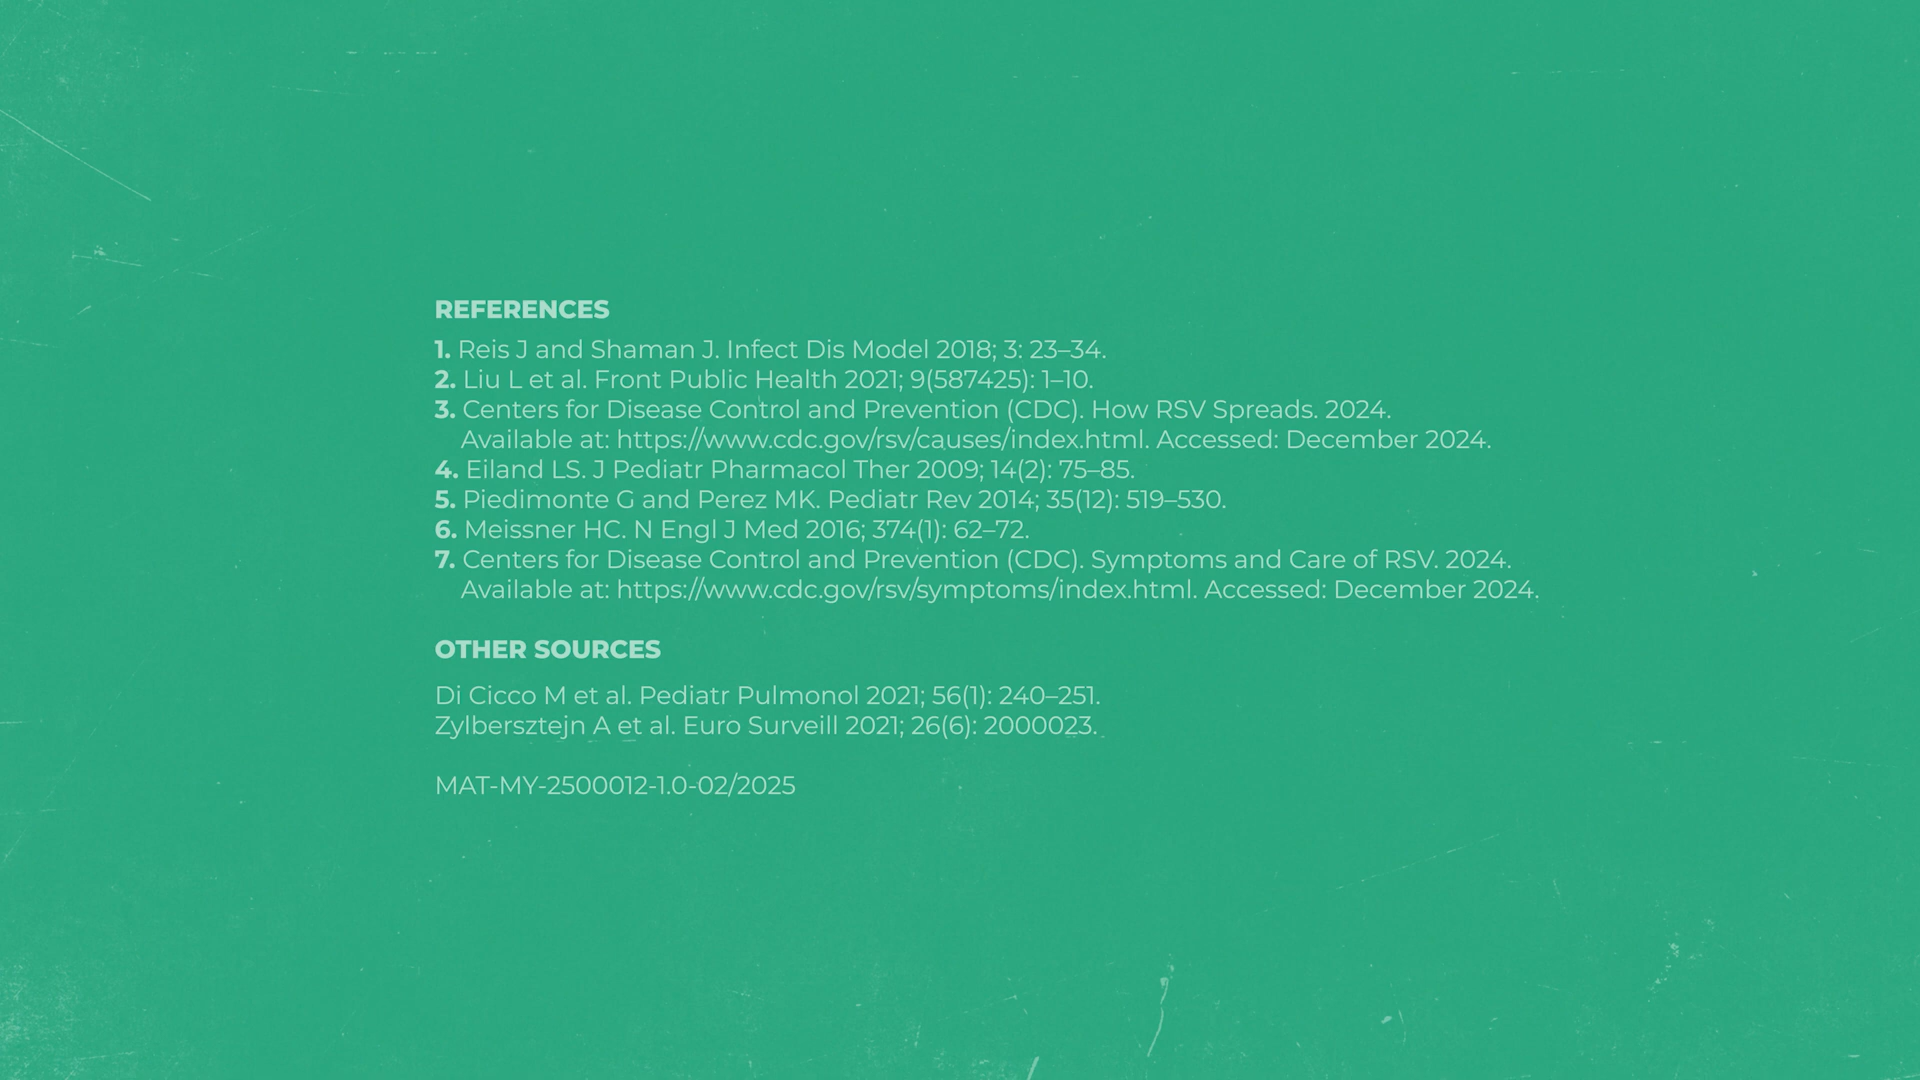 REFERENCES
1. Reis J and Shaman J. Infect Dis Model 2018; 3: 23–34.
2. Liu L et al. Front Public Health 2021; 9(587425): 1–10.
3. Centers for Disease Control and Prevention (CDC). How RSV Spreads. 2024.
Available at: https://www.cdc.gov/rsv/causes/index.html. Accessed: December 2024.
4. Eiland LS. J Pediatr Pharmacol Ther 2009; 14(2): 75–85.
5. Piedimonte G and Perez MK. Pediatr Rev 2014; 35(12): 519–530.
6. Meissner HC. N Engl J Med 2016; 374(1): 62–72.
7. Centers for Disease Control and Prevention (CDC). Symptoms and Care of RSV. 2024.
Available at: https://www.cdc.gov/rsv/symptoms/index.html. Accessed: December 2024.
OTHER SOURCES
Di Cicco M et al. Pediatr Pulmonol 2021; 56(1): 240–251.
Zylbersztejn A et al. Euro Surveill 2021; 26(6): 2000023.
MAT-MY-2500012-1.0-02/2025